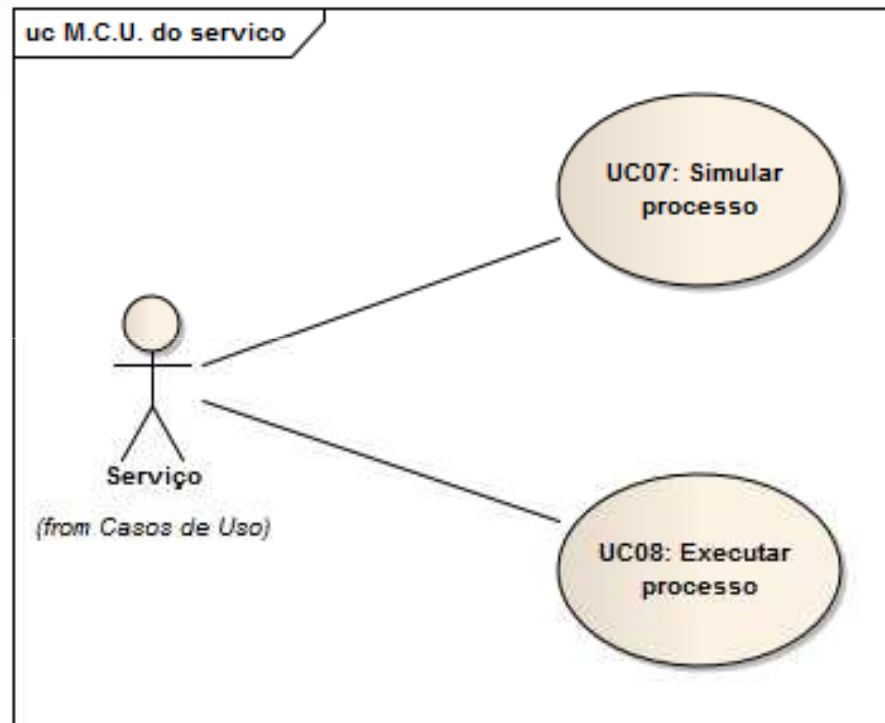 uc M.C.U. do servico
UC07: Simular
processo
Serviço
(from Casos de Uso)
UC08: Executar
processo